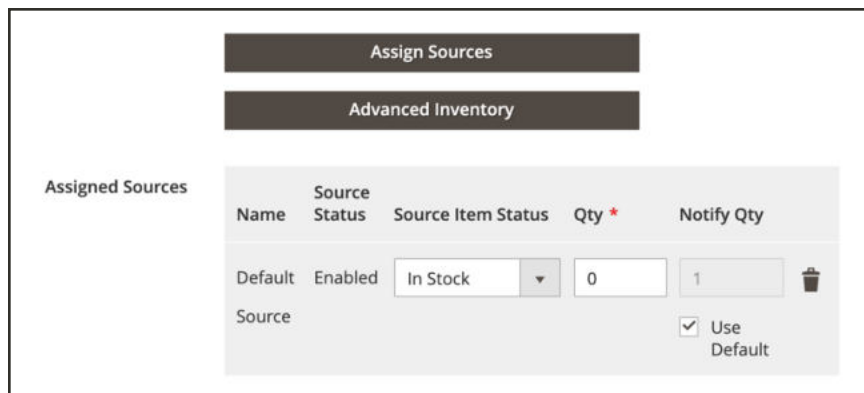 Assign Sources
Advanced Inventory
Assigned Sources
Name
Source
Status
Source Item Status
Qty *
Notify Qty
Default
Source
Enabled
In Stock
0
1
Use
Default